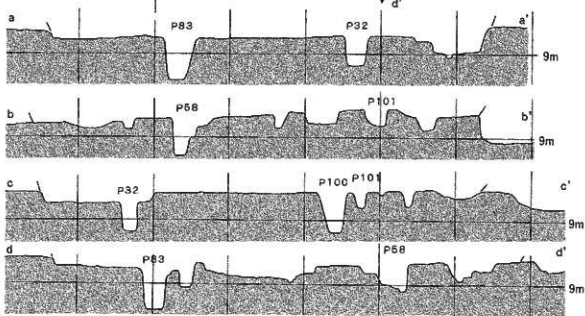 d'
a P83 P32 a'
9m
b P58 P101 b'
9m
c P32 P100 P101 c'
9m
d P83 P58 d'
9m